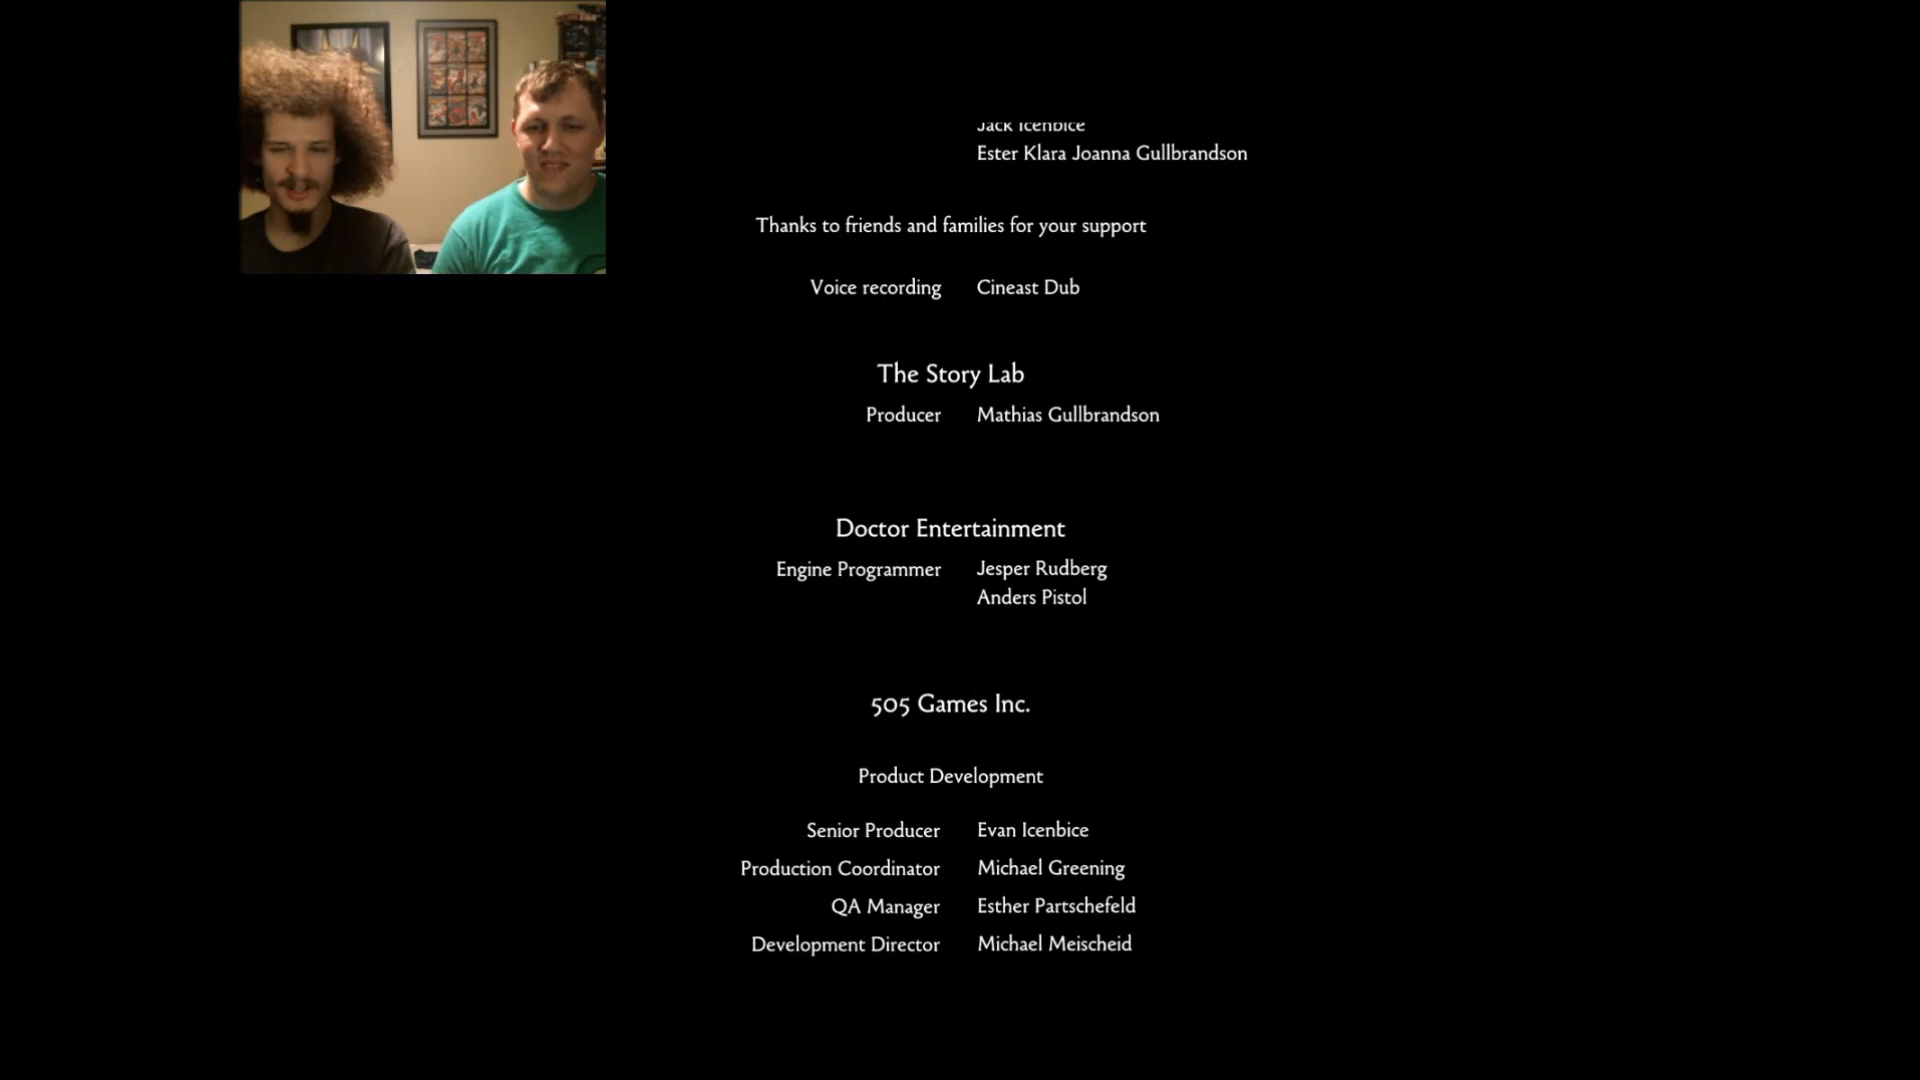 Jack Icenbice
Ester Klara Joanna Gullbrandson
Thanks to friends and families for your support
Voice recording Cineast Dub
The Story Lab
Producer Mathias Gullbrandson
Doctor Entertainment
Engine Programmer Jesper Rudberg
Anders Pistol
505 Games Inc.
Product Development
Senior Producer Evan Icenbice
Production Coordinator Michael Greening
QA Manager Esther Partschefeld
Development Director Michael Meischeid